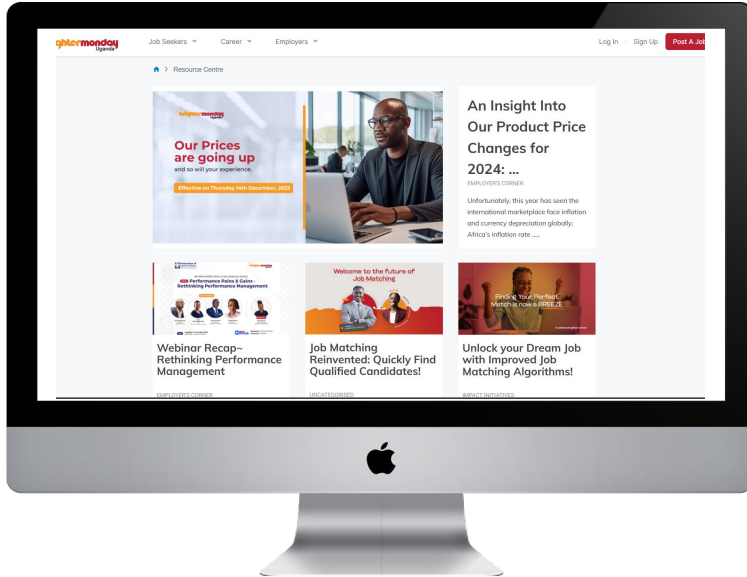 ghtermonday
Uganda
Job Seekers
Career
Employers
Log In
Sign Up
Post A Job
> Resource Centre
brightermonday
Uganda
Our Prices
are going up
and so will your experience.
Effective on Thursday 14th December, 2023
An Insight Into
Our Product Price
Changes for
2024: ...
EMPLOYER'S CORNER
Unfortunately, this year has seen the
international marketplace face inflation
and currency depreciation globally;
Africa's inflation rate .....
Performance Pains & Gains -
Rethinking Performance Management
Webinar Recap~
Rethinking Performance
Management
EMPLOYER'S CORNER
Welcome to the future of
Job Matching
Job Matching
Reinvented: Quickly Find
Qualified Candidates!
UNCATEGORISED
Finding Your Perfect
Match is now a BREEZE
Unlock your Dream Job
with Improved Job
Matching Algorithms!
IMPACT INITIATIVES